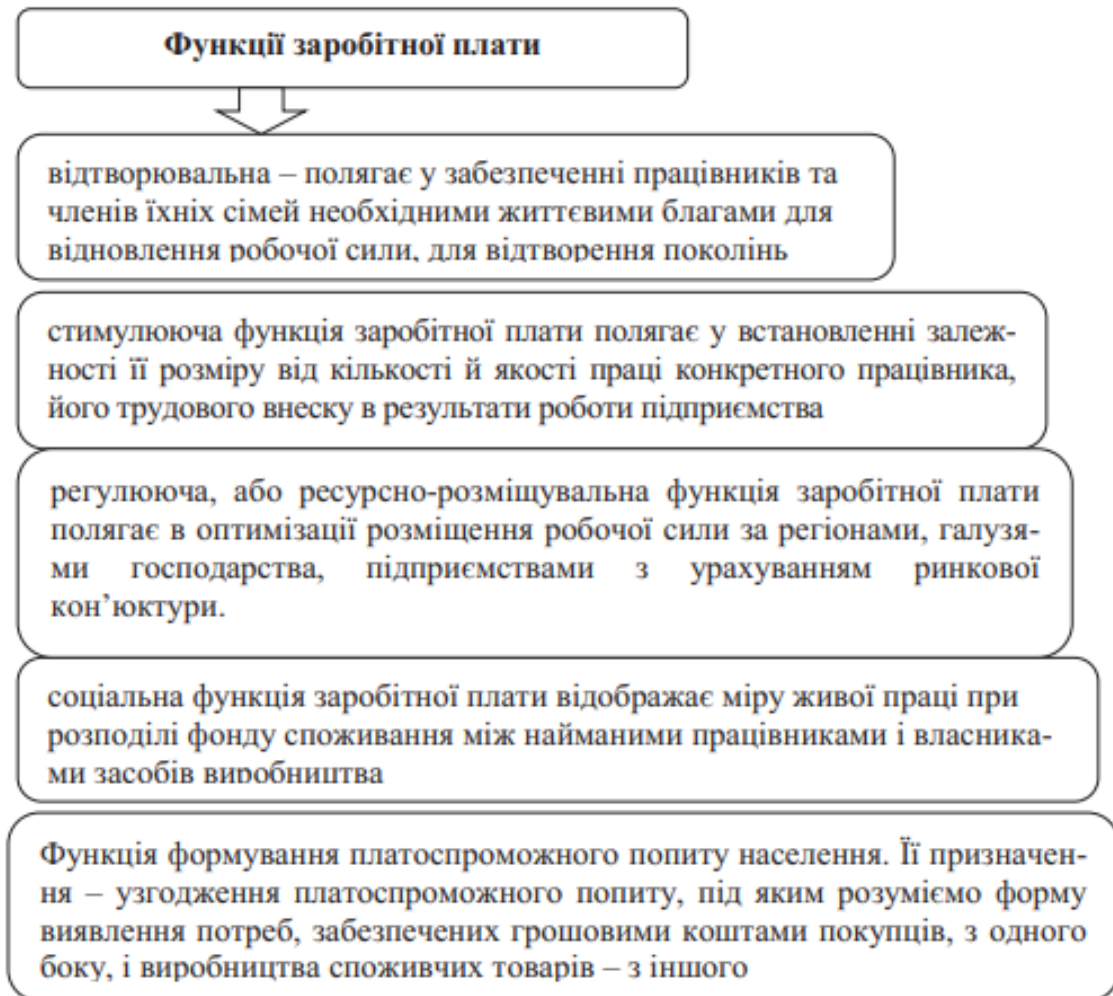 Функції заробітної плати
відтворювальна – полягає у забезпеченні працівників та
членів їхніх сімей необхідними життєвими благами для
відновлення робочої сили, для відтворення поколінь
стимулююча функція заробітної плати полягає у встановленні залеж-
ності її розміру від кількості й якості праці конкретного працівника,
його трудового внеску в результати роботи підприємства
регулююча, або ресурсно-розміщувальна функція заробітної плати
полягає в оптимізації розміщення робочої сили за регіонами, галузя-
ми господарства, підприємствами з урахуванням ринкової
кон’юктури.
соціальна функція заробітної плати відображає міру живої праці при
розподілі фонду споживання між найманими працівниками і власника-
ми засобів виробництва
Функція формування платоспроможного попиту населення. Її призначен-
ня – узгодження платоспроможного попиту, під яким розуміємо форму
виявлення потреб, забезпечених грошовими коштами покупців, з одного
боку, і виробництва споживчих товарів – з іншого